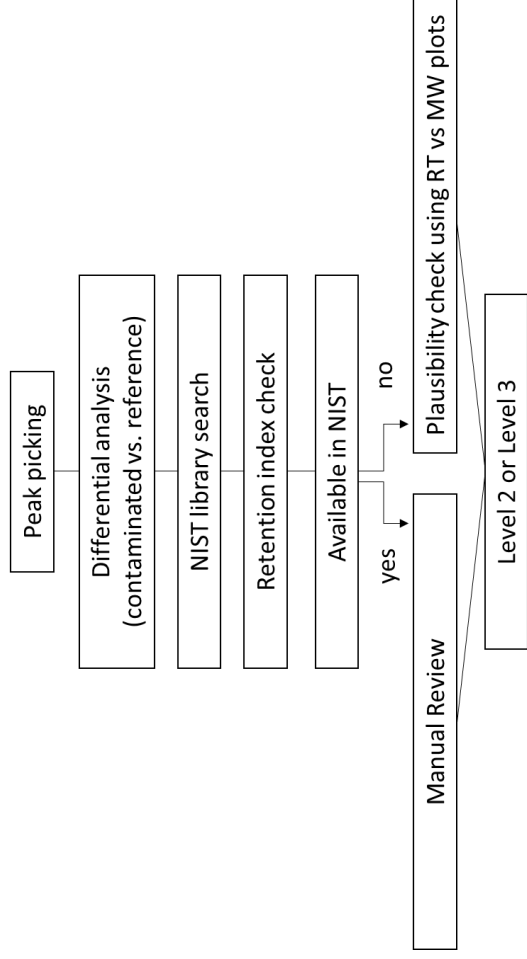 Peak picking
Differential analysis
(contaminated vs. reference)
NIST library search
Retention index check
Available in NIST
yes
no
Manual Review
Plausibility check using RT vs MW plots
Level 2 or Level 3